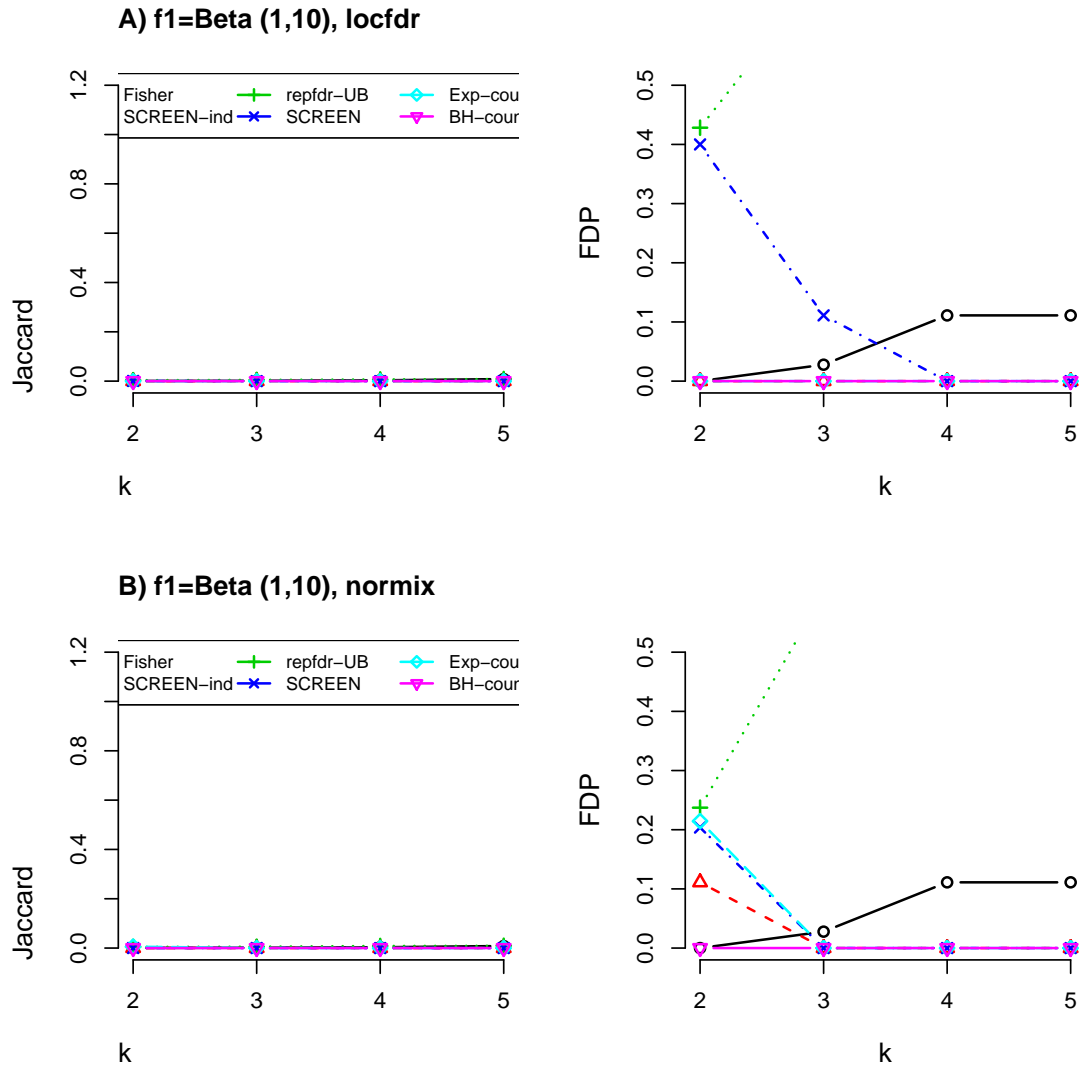 A) f1=Beta (1,10), locfdr
Fisher repfdr−UB Exp−cou
SCREEN−ind SCREEN BH−cour
Jaccard
0.0 0.4 0.8 1.2
2 3 4 5
k
FDP
0.0 0.1 0.2 0.3 0.4 0.5
2 3 4 5
k
B) f1=Beta (1,10), normix
Fisher repfdr−UB Exp−cou
SCREEN−ind SCREEN BH−cour
Jaccard
0.0 0.4 0.8 1.2
2 3 4 5
k
FDP
0.0 0.1 0.2 0.3 0.4 0.5
2 3 4 5
k